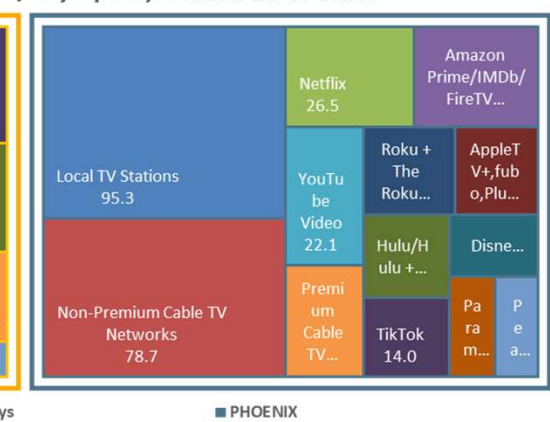 Local TV Stations
95.3
Non-Premium Cable TV
Networks
78.7
Netflix
26.5
Amazon
Prime/IMDb/
FireTV...
YouTu
be
Video
22.1
Roku +
The
Roku...
AppleT
V+,fub
o,Plu...
Hulu/H
ulu +...
Disne...
Premi
um
Cable
TV...
TikTok
14.0
Pa
ra
m...
P
e
a...
ys
PHOENIX